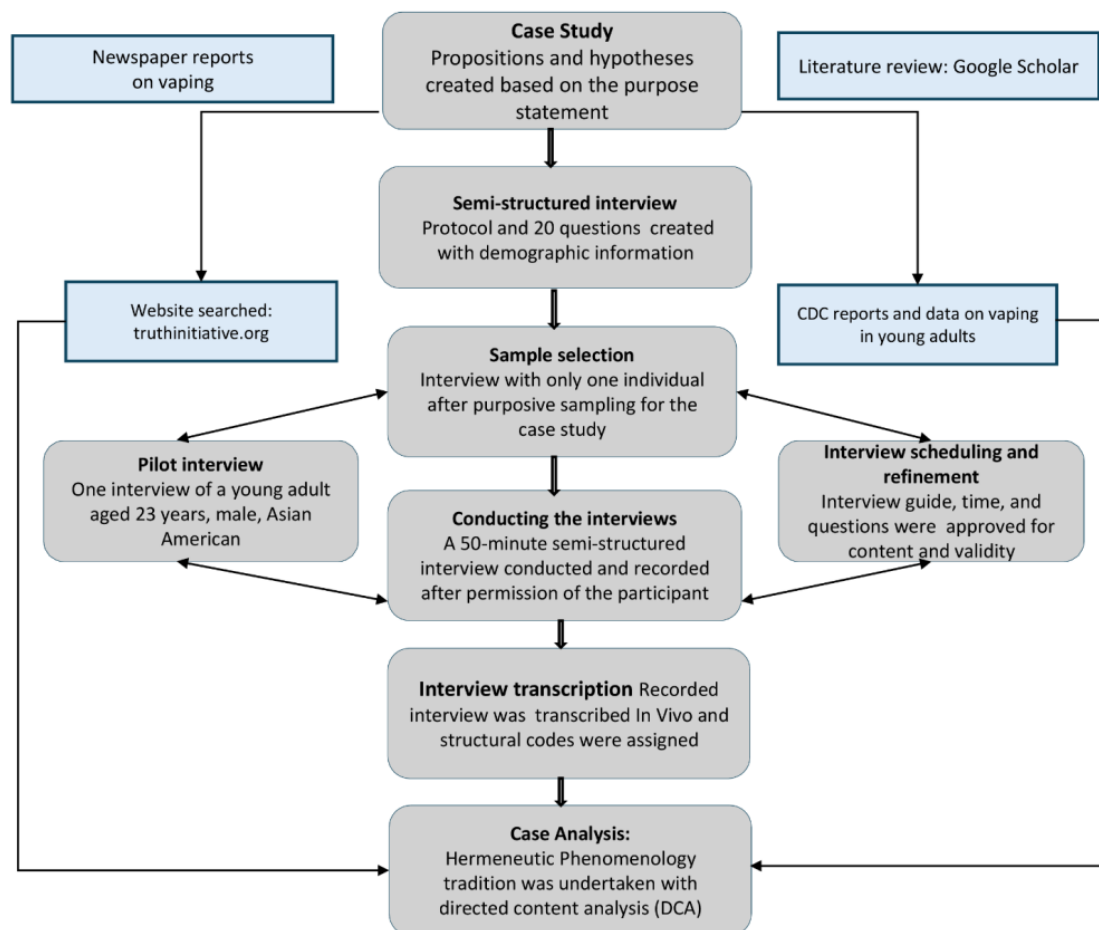 Case Study
Propositions and hypotheses
created based on the purpose
statement
Newspaper reports
on vaping
Literature review: Google Scholar
Semi-structured interview
Protocol and 20 questions created
with demographic information
Website searched:
truthinitiative.org
CDC reports and data on vaping
in young adults
Sample selection
Interview with only one individual
after purposive sampling for the
case study
Pilot interview
One interview of a young adult
aged 23 years, male, Asian
American
Interview scheduling and
refinement
Interview guide, time, and
questions were approved for
content and validity
Conducting the interviews
A 50-minute semi-structured
interview conducted and recorded
after permission of the participant
Interview transcription Recorded
interview was transcribed In Vivo and
structural codes were assigned
Case Analysis:
Hermeneutic Phenomenology
tradition was undertaken with
directed content analysis (DCA)